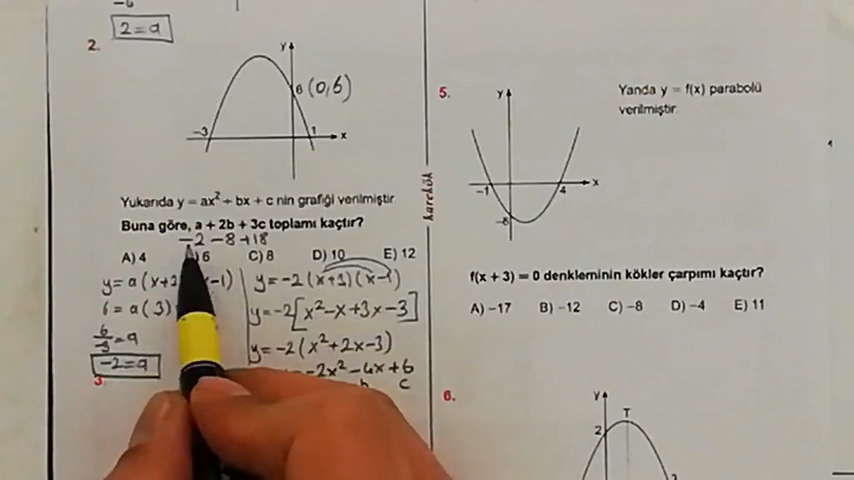 2 = a
2.
y
6 (0,6)
-3
1
x
Yukarıda y = ax² + bx + c nin grafiği verilmiştir.
Buna göre, a + 2b + 3c toplamı kaçtır?
-2 -8 +18
A) 4
6
C) 8
D) 10
E) 12
y = a(x+
x-1)
6 = a(3)
6/-3 = a
-2 = a
y = -2(x+3)(x-1)
y = -2[x² - x + 3x - 3]
y = -2(x² + 2x - 3)
-2x² - 4x + 6
b
c
3.
karekök
5.
Yanda y = f(x) parabolü
verilmiştir.
y
-1
4
x
-8
f(x + 3) = 0 denkleminin kökler çarpımı kaçtır?
A) -17
B) -12
C) -8
D) -4
E) 11
6.
y
T
2